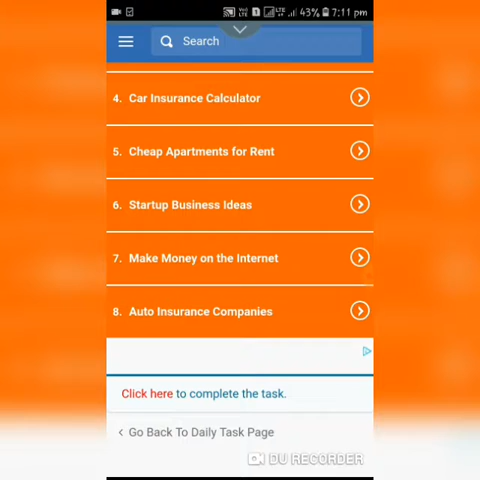 43% 7:11 pm
Search
4. Car Insurance Calculator
5. Cheap Apartments for Rent
6. Startup Business Ideas
7. Make Money on the Internet
8. Auto Insurance Companies
Click here to complete the task.
Go Back To Daily Task Page
DU RECORDER